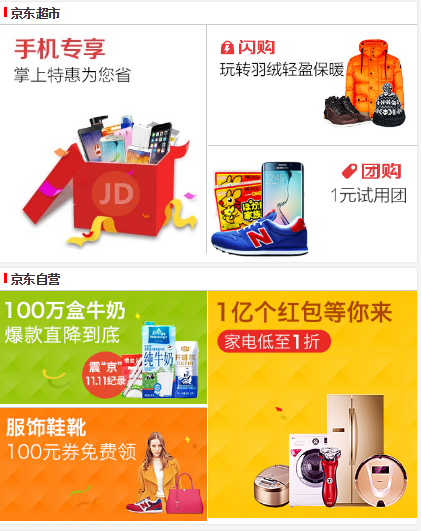 京东超市
手机专享
掌上特惠为您省
JD
闪购
玩转羽绒轻盈保暖
团购
1元试用团
N
京东自营
100万盒牛奶
爆款直降到底
震“京”
11.11纪录
纯牛奶
服饰鞋靴
100元券免费领
1亿个红包等你来
家电低至1折